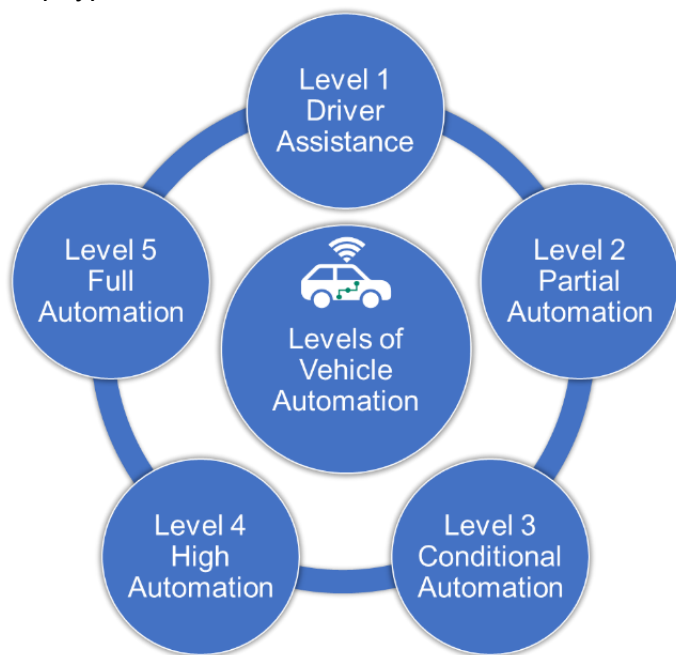 Level 1
Driver
Assistance
Level 2
Partial
Automation
Level 3
Conditional
Automation
Level 4
High
Automation
Level 5
Full
Automation
Levels of
Vehicle
Automation